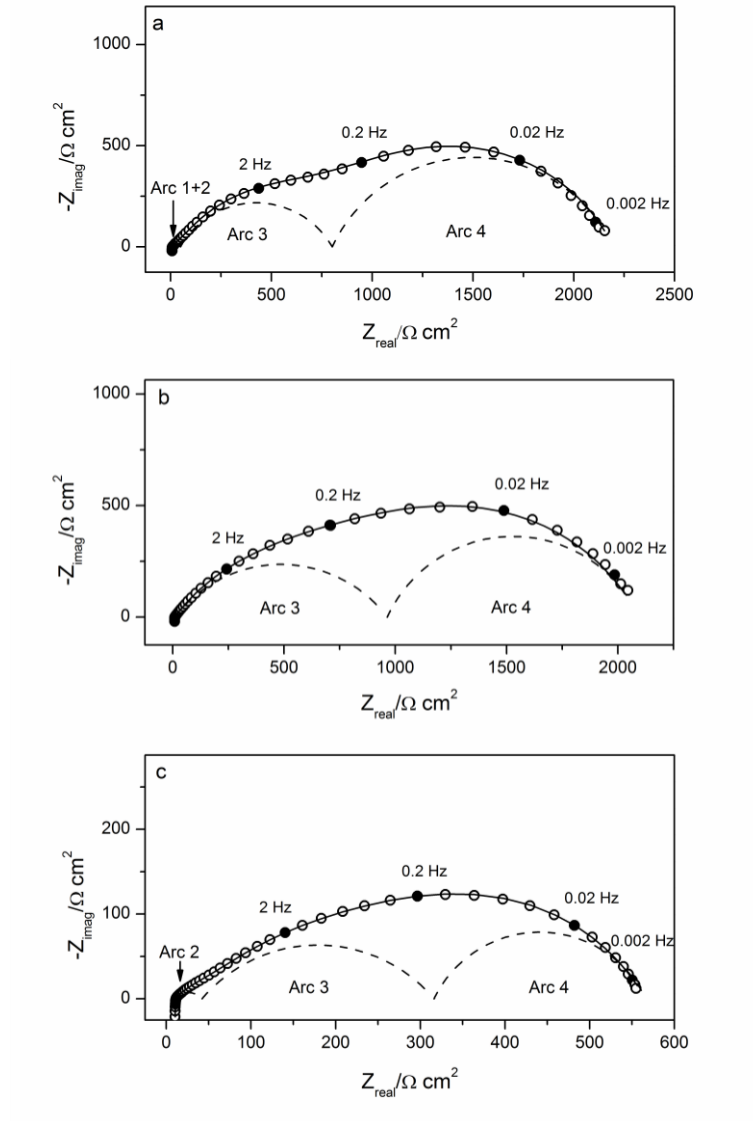 a
1000
500
0
-Z_imag/Ω cm²
Arc 1+2
2 Hz
0.2 Hz
0.02 Hz
0.002 Hz
Arc 3
Arc 4
0 500 1000 1500 2000 2500
Z_real/Ω cm²
b
1000
500
0
-Z_imag/Ω cm²
2 Hz
0.2 Hz
0.02 Hz
0.002 Hz
Arc 3
Arc 4
0 500 1000 1500 2000
Z_real/Ω cm²
c
200
100
0
-Z_imag/Ω cm²
Arc 2
2 Hz
0.2 Hz
0.02 Hz
0.002 Hz
Arc 3
Arc 4
0 100 200 300 400 500 600
Z_real/Ω cm²